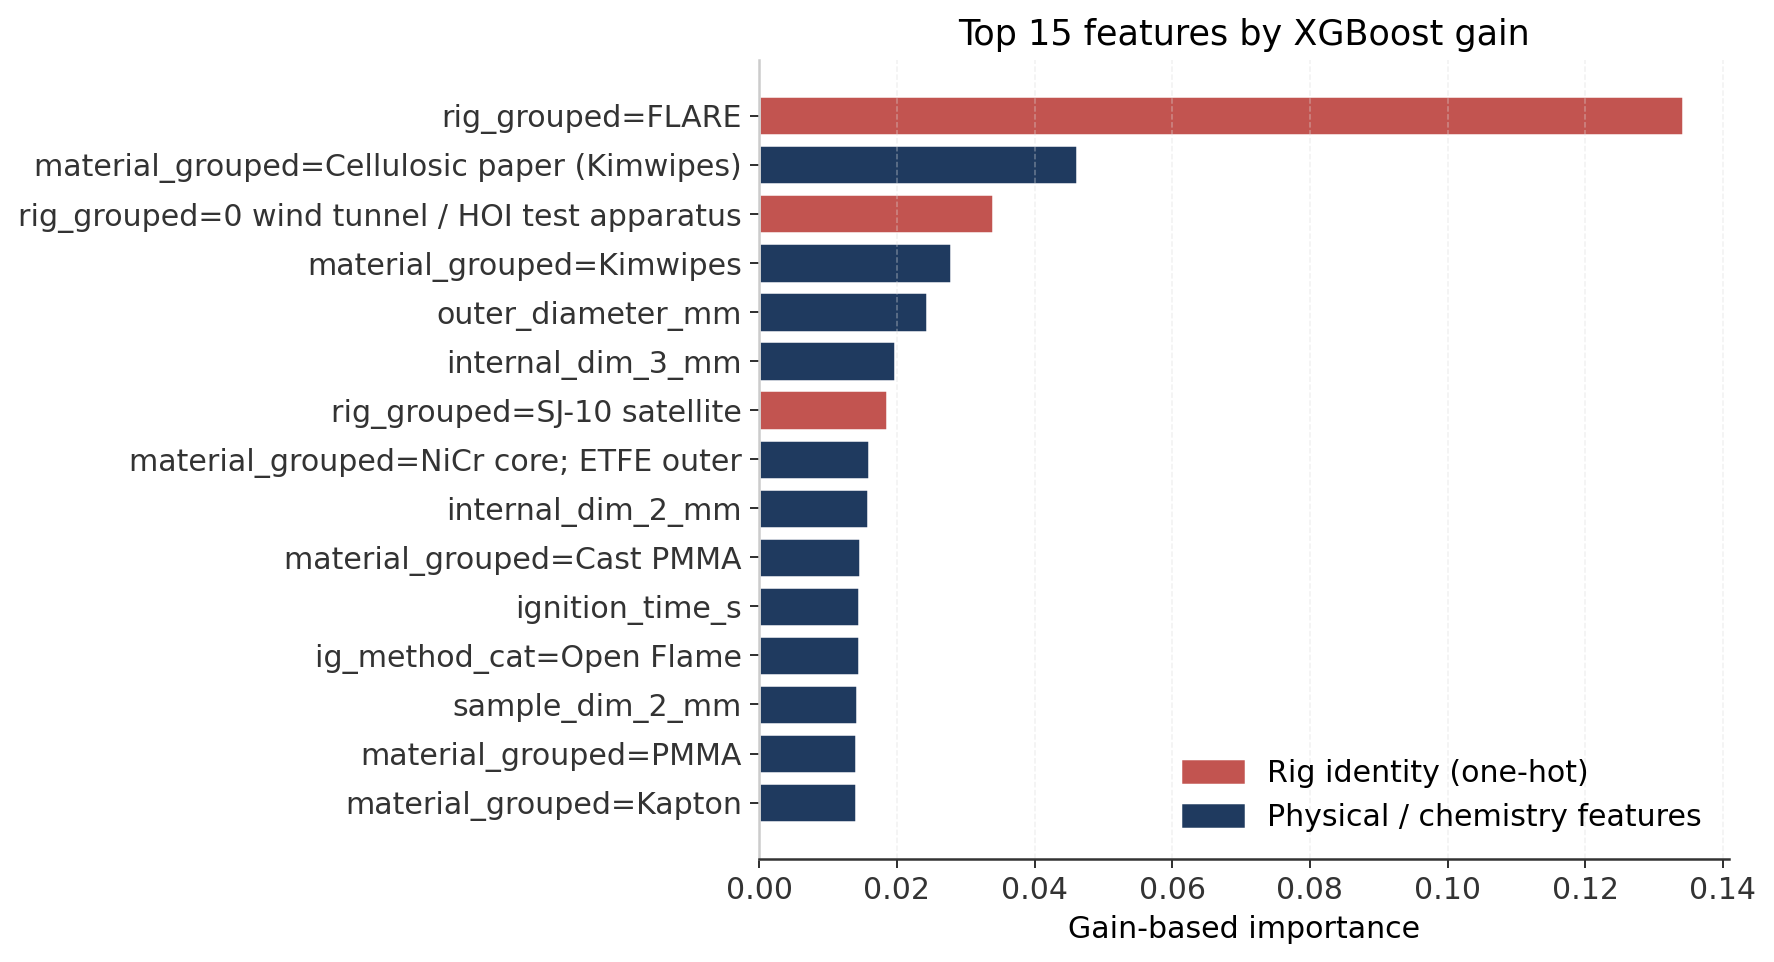 Top 15 features by XGBoost gain
rig_grouped=FLARE
material_grouped=Cellulosic paper (Kimwipes)
rig_grouped=0 wind tunnel / HOI test apparatus
material_grouped=Kimwipes
outer_diameter_mm
internal_dim_3_mm
rig_grouped=SJ-10 satellite
material_grouped=NiCr core; ETFE outer
internal_dim_2_mm
material_grouped=Cast PMMA
ignition_time_s
ig_method_cat=Open Flame
sample_dim_2_mm
material_grouped=PMMA
material_grouped=Kapton
Rig identity (one-hot)
Physical / chemistry features
0.00 0.02 0.04 0.06 0.08 0.10 0.12 0.14
Gain-based importance